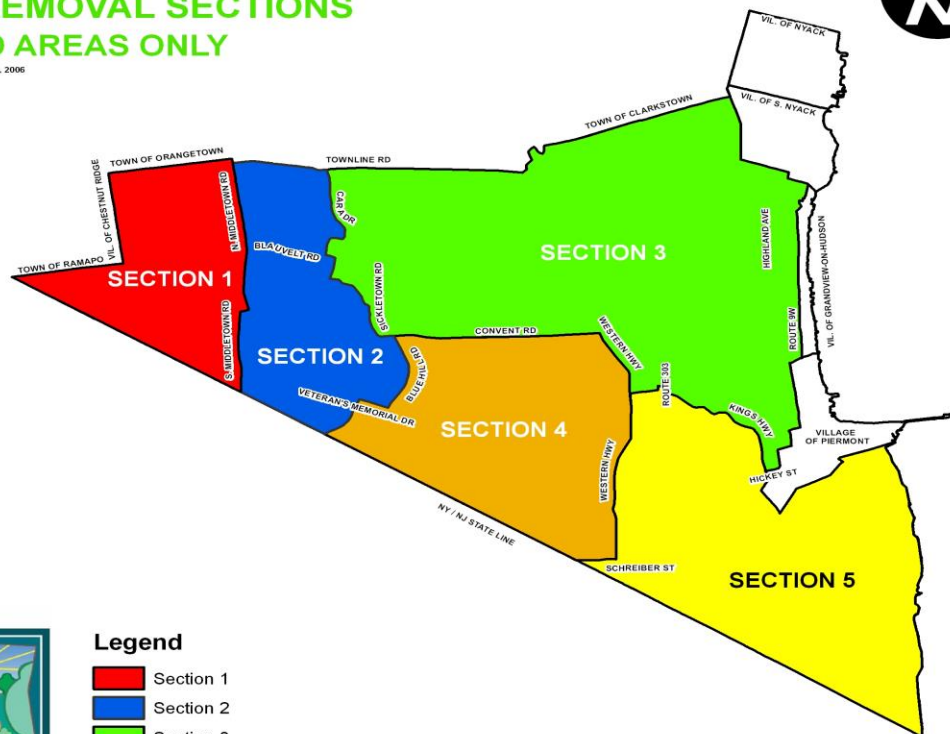 EMOVAL SECTIONS
AREAS ONLY
2006
VIL. OF NYACK
VIL. OF S. NYACK
TOWN OF CLARKSTOWN
TOWN OF ORANGETOWN
TOWNLINE RD
VIL. OF CHESTNUT RIDGE
N. MIDDLETOWN RD
CARA DR
HIGHLAND AVE
VIL. OF GRANDVIEW-ON-HUDSON
BLAUVELT RD
SECTION 3
TOWN OF RAMAPO
SECTION 1
SICKLETOWN RD
S. MIDDLETOWN RD
CONVENT RD
WESTERN HWY
ROUTE 9W
SECTION 2
BLUE HILL RD
ROUTE 303
VETERAN'S MEMORIAL DR
KINGS HWY
SECTION 4
VILLAGE
OF PIERMONT
WESTERN HWY
HICKEY ST
NY / NJ STATE LINE
SCHREIBER ST
SECTION 5
Legend
Section 1
Section 2